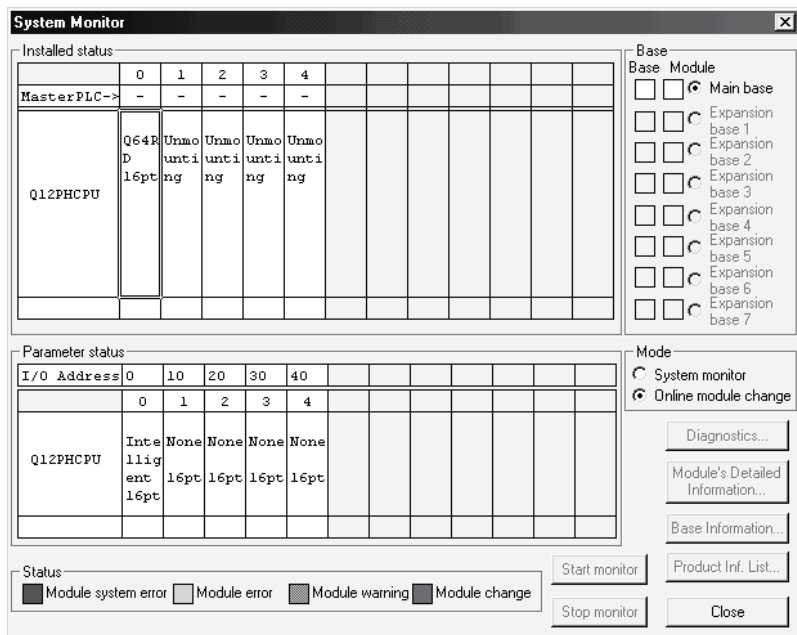 System Monitor
Installed status
0 1 2 3 4
MasterPLC-> - - - - -
Q12PHCPU
Q64R Unmo Unmo Unmo Unmo
D unti unti unti unti
16pt ng ng ng ng
Base
Base Module
Main base
Expansion
base 1
Expansion
base 2
Expansion
base 3
Expansion
base 4
Expansion
base 5
Expansion
base 6
Expansion
base 7
Parameter status
I/O Address 0 10 20 30 40
0 1 2 3 4
Q12PHCPU
Inte None None None None
llig
ent 16pt 16pt 16pt 16pt
16pt
Mode
System monitor
Online module change
Diagnostics...
Module's Detailed
Information...
Base Information...
Product Inf. List...
Status
Module system error Module error Module warning Module change
Start monitor
Stop monitor
Close